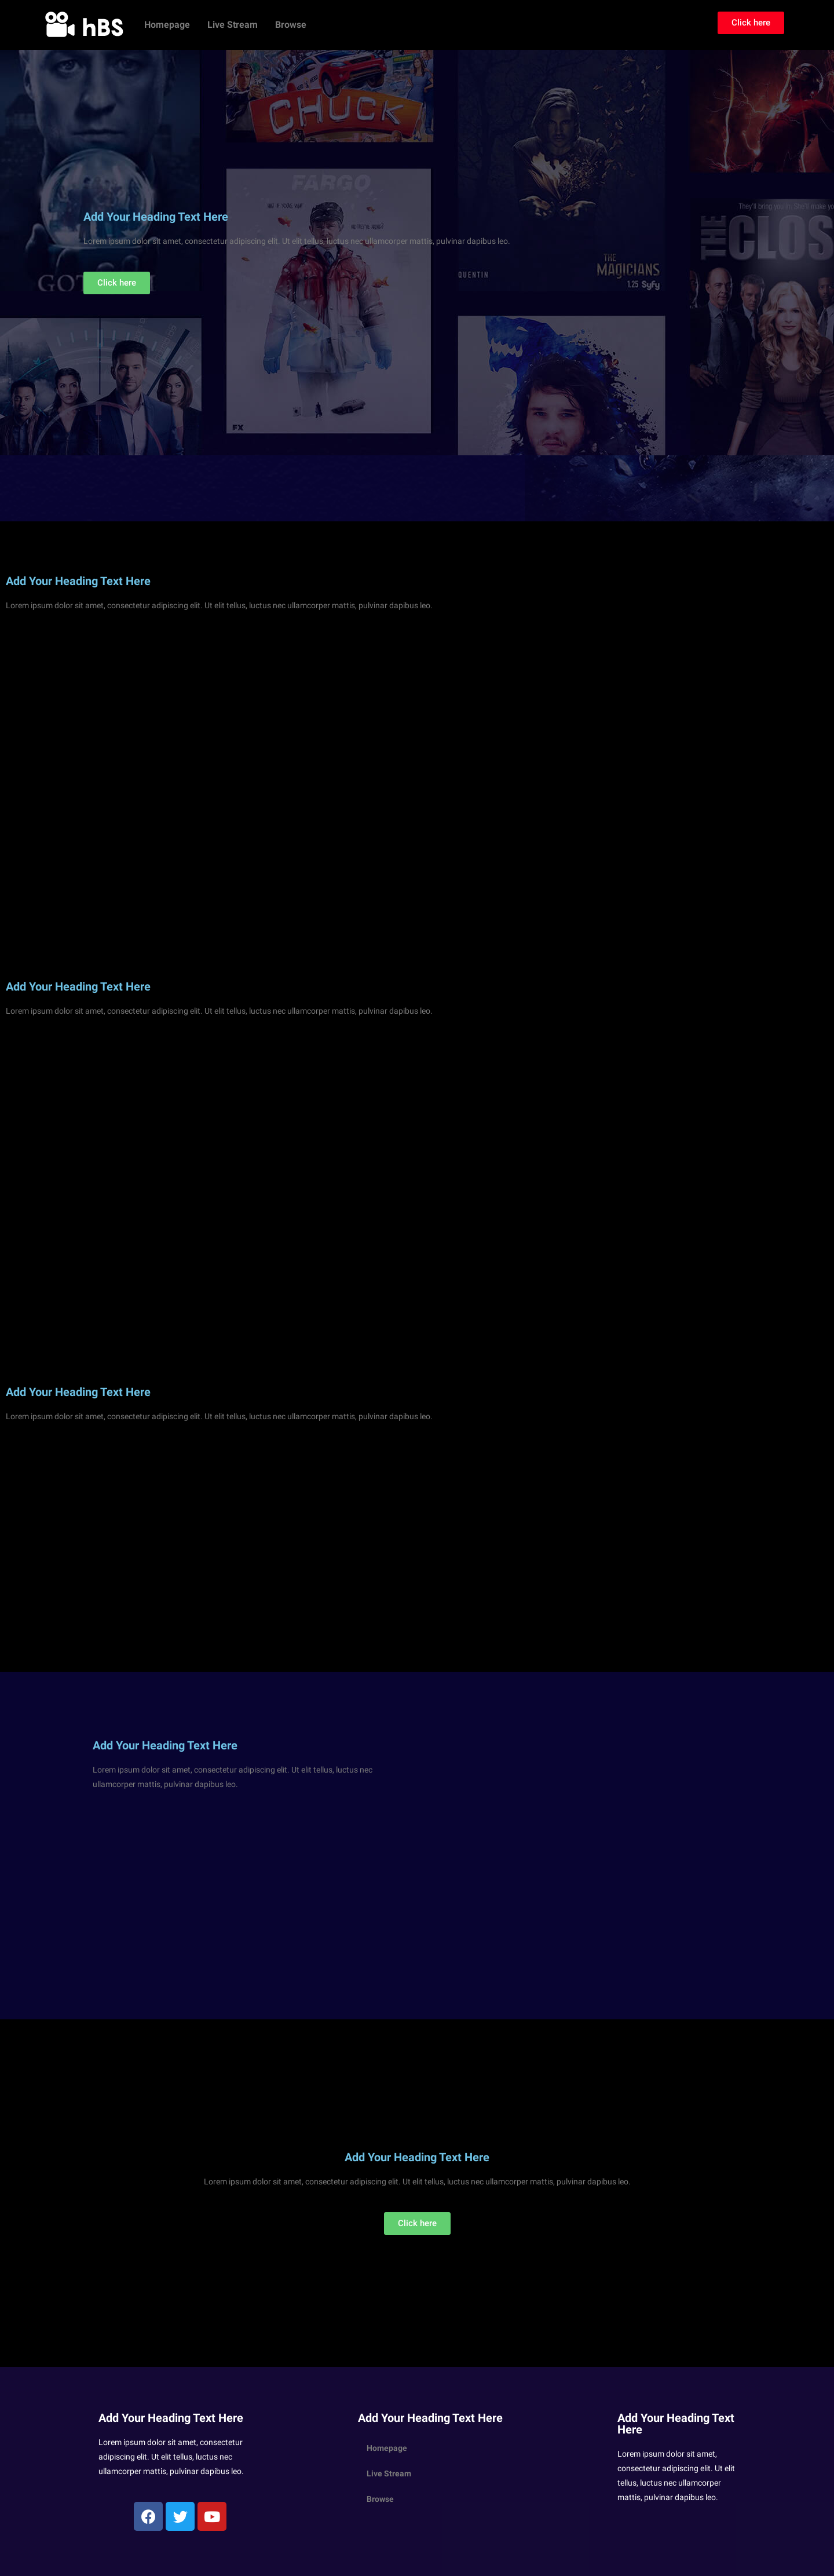 hBS
Homepage
Live Stream
Browse
Click here
CHUCK
FARGO
They'll bring you in. She'll make you
THE CLOS
Add Your Heading Text Here
Lorem ipsum dolor sit amet, consectetur adipiscing elit. Ut elit tellus, luctus nec ullamcorper mattis, pulvinar dapibus leo.
QUENTIN
THE MAGICIANS
1.25 Syfy
Click here
FX
Add Your Heading Text Here
Lorem ipsum dolor sit amet, consectetur adipiscing elit. Ut elit tellus, luctus nec ullamcorper mattis, pulvinar dapibus leo.
Add Your Heading Text Here
Lorem ipsum dolor sit amet, consectetur adipiscing elit. Ut elit tellus, luctus nec ullamcorper mattis, pulvinar dapibus leo.
Add Your Heading Text Here
Lorem ipsum dolor sit amet, consectetur adipiscing elit. Ut elit tellus, luctus nec ullamcorper mattis, pulvinar dapibus leo.
Add Your Heading Text Here
Lorem ipsum dolor sit amet, consectetur adipiscing elit. Ut elit tellus, luctus nec
ullamcorper mattis, pulvinar dapibus leo.
Add Your Heading Text Here
Lorem ipsum dolor sit amet, consectetur adipiscing elit. Ut elit tellus, luctus nec ullamcorper mattis, pulvinar dapibus leo.
Click here
Add Your Heading Text Here
Lorem ipsum dolor sit amet, consectetur
adipiscing elit. Ut elit tellus, luctus nec
ullamcorper mattis, pulvinar dapibus leo.
Add Your Heading Text Here
Homepage
Live Stream
Browse
Add Your Heading Text
Here
Lorem ipsum dolor sit amet,
consectetur adipiscing elit. Ut elit
tellus, luctus nec ullamcorper
mattis, pulvinar dapibus leo.